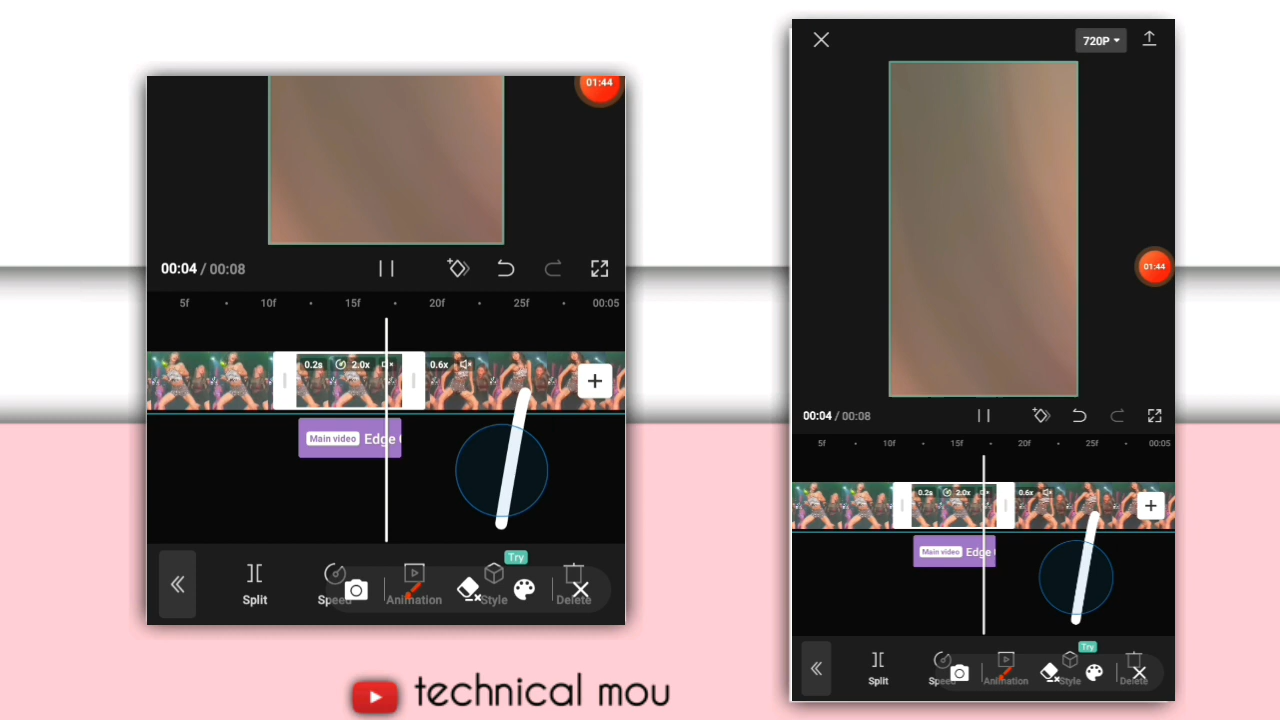 01:44
00:04 / 00:08
5f 10f 15f 20f 25f 00:05
0.2s 2.0x 0.6x
Main video Edge
Try
Split Animation Style Delete
technical mou
720P
01:44
00:04 / 00:08
5f 10f 15f 20f 25f 00:05
0.2s 2.0x 0.6x
Main video Edge
Try
Split Animation Style Delete